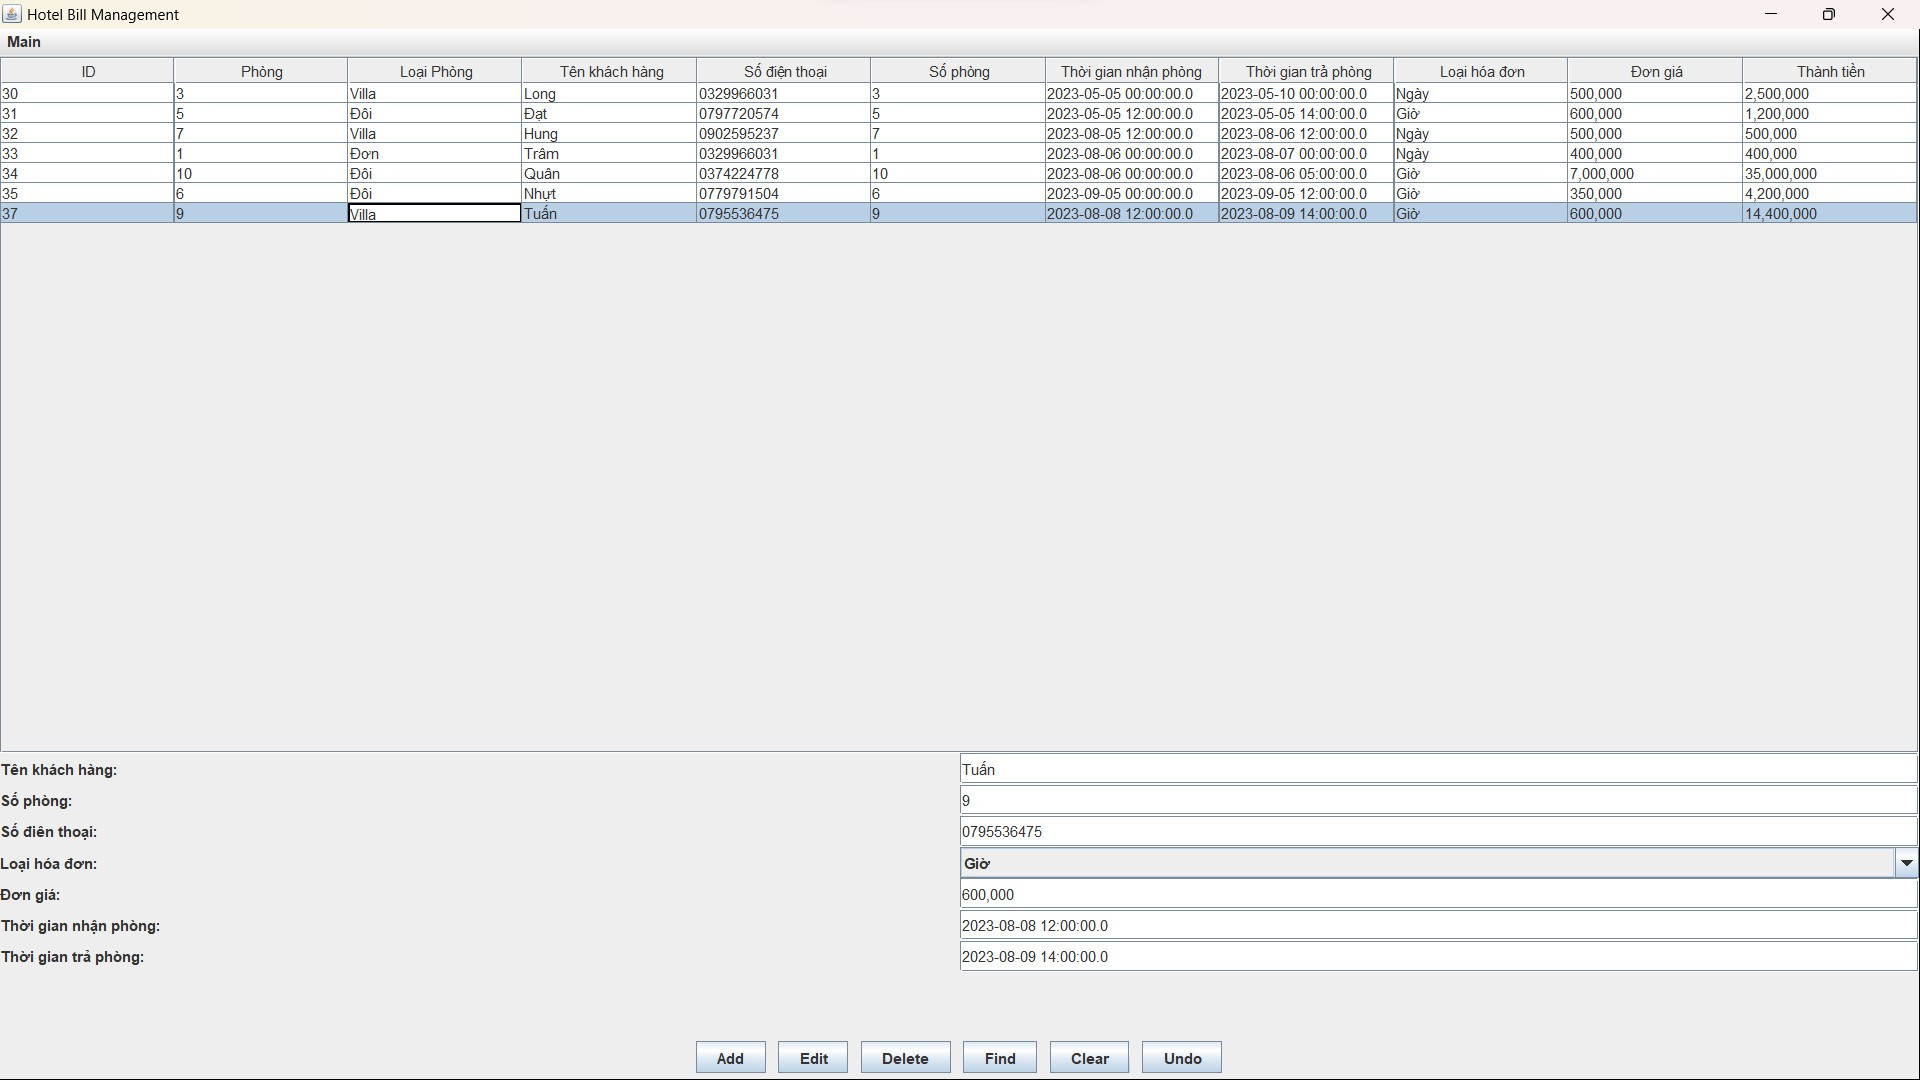 Hotel Bill Management
Main
ID Phòng Loại Phòng Tên khách hàng Số điện thoại Số phòng Thời gian nhận phòng Thời gian trả phòng Loại hóa đơn Đơn giá Thành tiền
30 3 Villa Long 0329966031 3 2023-05-05 00:00:00.0 2023-05-10 00:00:00.0 Ngày 500,000 2,500,000
31 5 Đôi Đạt 0797720574 5 2023-05-05 12:00:00.0 2023-05-05 14:00:00.0 Giờ 600,000 1,200,000
32 7 Villa Hung 0902595237 7 2023-08-05 12:00:00.0 2023-08-06 12:00:00.0 Ngày 500,000 500,000
33 1 Đơn Trâm 0329966031 1 2023-08-06 00:00:00.0 2023-08-07 00:00:00.0 Ngày 400,000 400,000
34 10 Đôi Quân 0374224778 10 2023-08-06 00:00:00.0 2023-08-06 05:00:00.0 Giờ 7,000,000 35,000,000
35 6 Đôi Nhựt 0779791504 6 2023-09-05 00:00:00.0 2023-09-05 12:00:00.0 Giờ 350,000 4,200,000
37 9 Villa Tuấn 0795536475 9 2023-08-08 12:00:00.0 2023-08-09 14:00:00.0 Giờ 600,000 14,400,000
Tên khách hàng: Tuấn
Số phòng: 9
Số điên thoại: 0795536475
Loại hóa đơn: Giờ
Đơn giá: 600,000
Thời gian nhận phòng: 2023-08-08 12:00:00.0
Thời gian trả phòng: 2023-08-09 14:00:00.0
Add Edit Delete Find Clear Undo